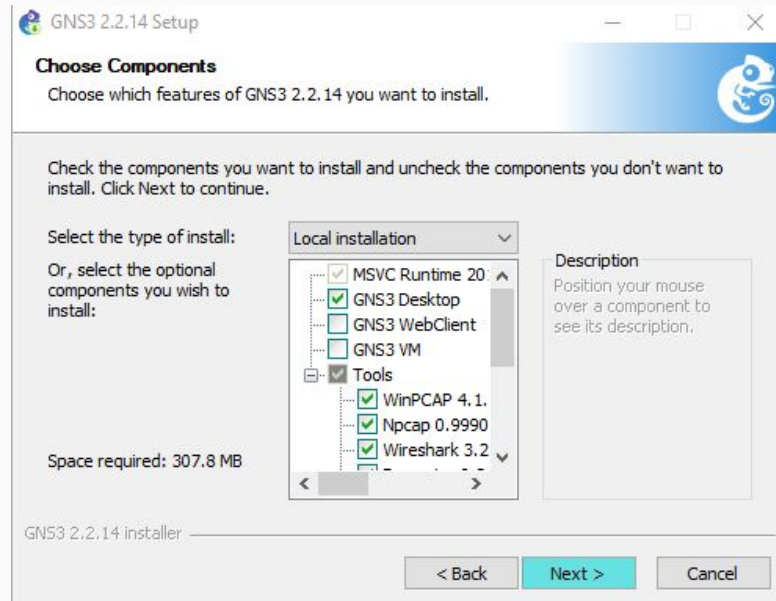 GNS3 2.2.14 Setup
Choose Components
Choose which features of GNS3 2.2.14 you want to install.
Check the components you want to install and uncheck the components you don't want to
install. Click Next to continue.
Select the type of install:
Local installation
Or, select the optional
components you wish to
install:
MSVC Runtime 201
GNS3 Desktop
GNS3 WebClient
GNS3 VM
Tools
WinPCAP 4.1.
Npcap 0.9990
Wireshark 3.2
Description
Position your mouse
over a component to
see its description.
Space required: 307.8 MB
GNS3 2.2.14 installer
< Back
Next >
Cancel